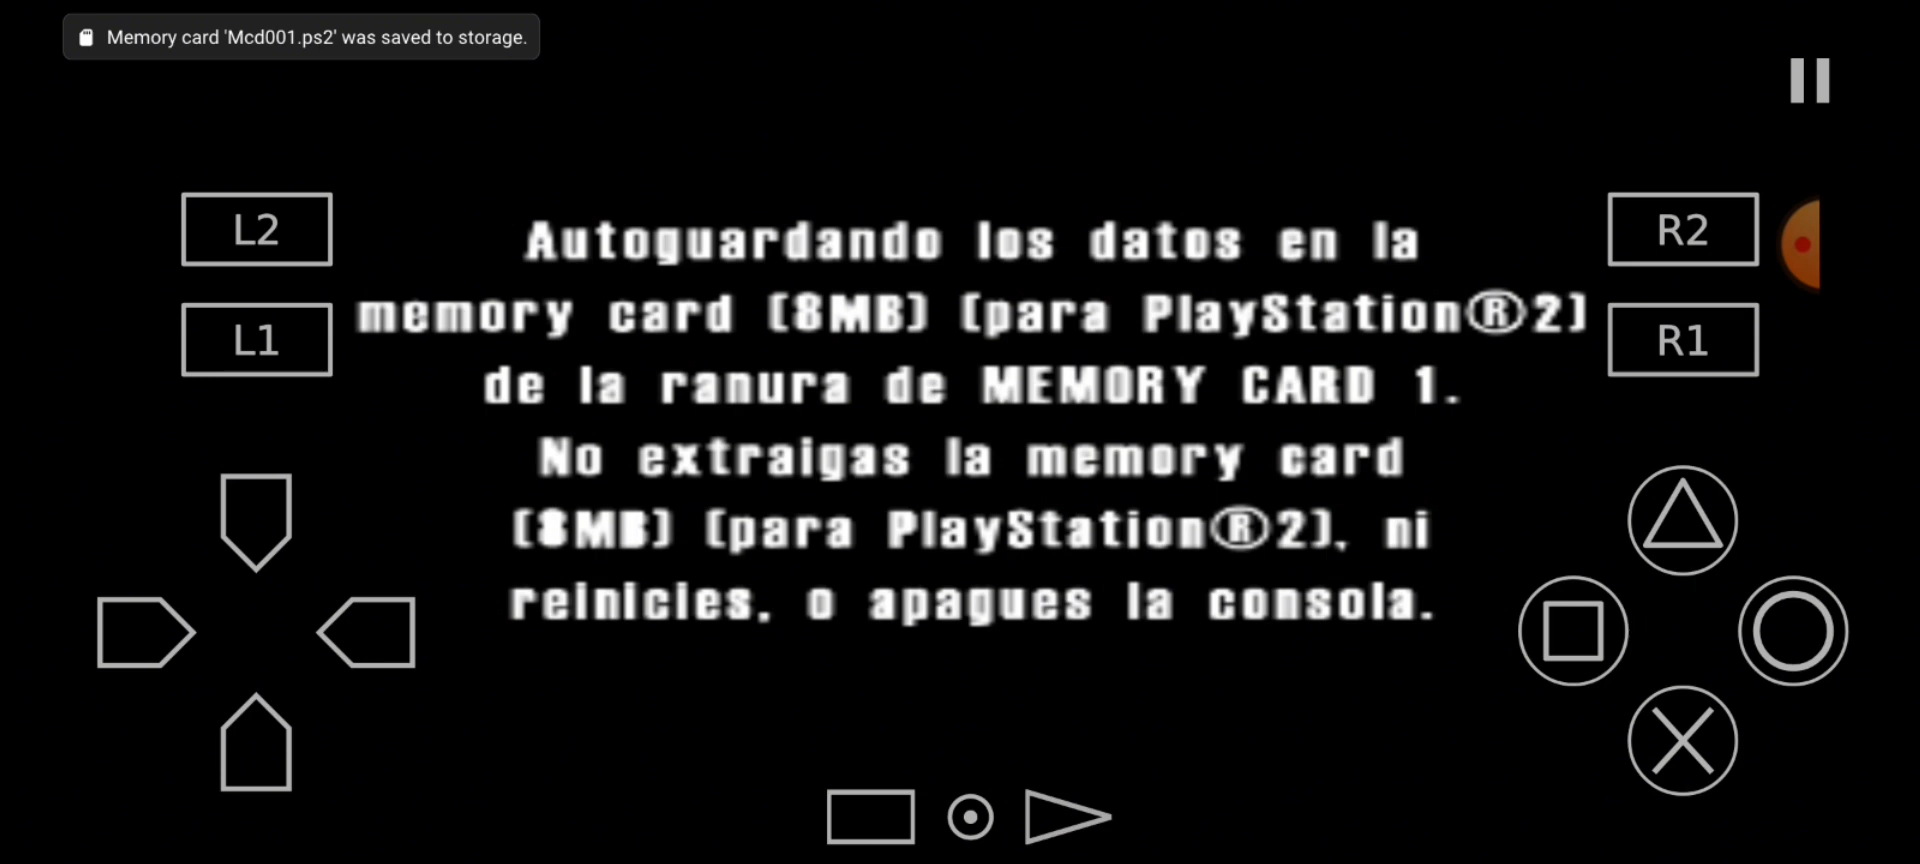 Memory card 'Mcd001.ps2' was saved to storage.
L2
R2
L1
R1
Autoguardando los datos en la
memory card (8MB) (para PlayStation®2)
de la ranura de MEMORY CARD 1.
No extraigas la memory card
(8MB) (para PlayStation®2), ni
reinicies, o apagues la consola.